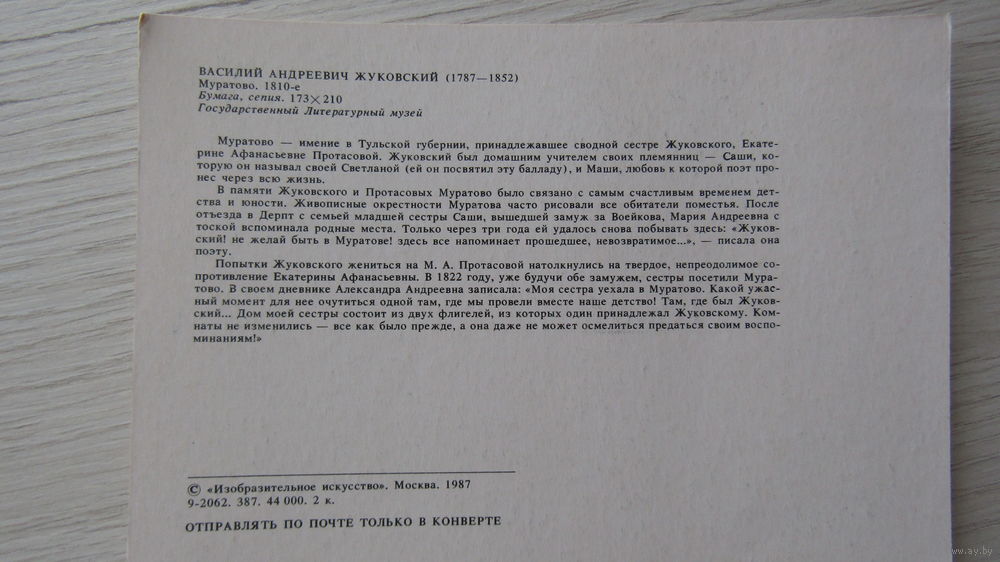 ВАСИЛИЙ АНДРЕЕВИЧ ЖУКОВСКИЙ (1787—1852)
Муратово. 1810-е
Бумага, сепия. 173×210
Государственный Литературный музей
Муратово — имение в Тульской губернии, принадлежавшее сводной сестре Жуковского, Екате-
рине Афанасьевне Протасовой. Жуковский был домашним учителем своих племянниц — Саши, ко-
торую он называл своей Светланой (ей он посвятил эту балладу), и Маши, любовь к которой поэт про-
нес через всю жизнь.
В памяти Жуковского и Протасовых Муратово было связано с самым счастливым временем дет-
ства и юности. Живописные окрестности Муратова часто рисовали все обитатели поместья. После
отъезда в Дерпт с семьей младшей сестры Саши, вышедшей замуж за Воейкова, Мария Андреевна с
тоской вспоминала родные места. Только через три года ей удалось снова побывать здесь: «Жуков-
ский! не желай быть в Муратове! здесь все напоминает прошедшее, невозвратимое...», — писала она
поэту.
Попытки Жуковского жениться на М. А. Протасовой натолкнулись на твердое, непреодолимое со-
противление Екатерины Афанасьевны. В 1822 году, уже будучи обе замужем, сестры посетили Мура-
тово. В своем дневнике Александра Андреевна записала: «Моя сестра уехала в Муратово. Какой ужас-
ный момент для нее очутиться одной там, где мы провели вместе наше детство! Там, где был Жуков-
ский... Дом моей сестры состоит из двух флигелей, из которых один принадлежал Жуковскому. Ком-
наты не изменились — все как было прежде, а она даже не может осмелиться предаться своим воспо-
минаниям!»
© «Изобразительное искусство». Москва. 1987
9-2062. 387. 44 000. 2 к.
ОТПРАВЛЯТЬ ПО ПОЧТЕ ТОЛЬКО В КОНВЕРТЕ
www.ay.by